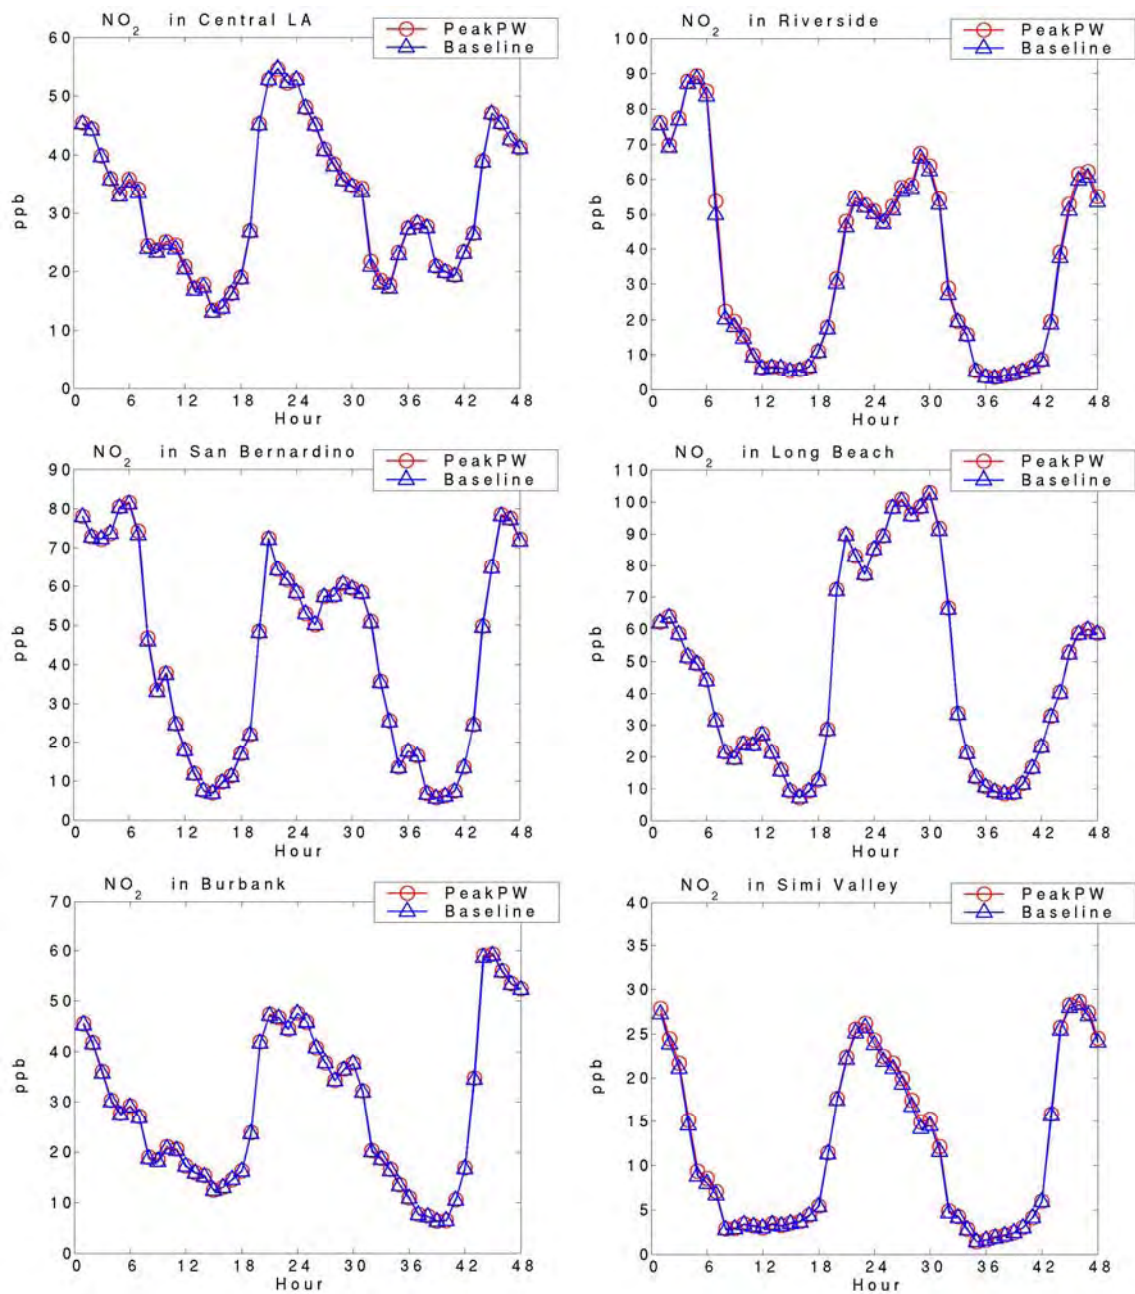 NO2 in Central LA
PeakPW
Baseline
60
50
40
30
20
10
0
ppb
0 6 12 18 24 30 36 42 48
Hour
NO2 in Riverside
PeakPW
Baseline
100
90
80
70
60
50
40
30
20
10
0
ppb
0 6 12 18 24 30 36 42 48
Hour
NO2 in San Bernardino
PeakPW
Baseline
90
80
70
60
50
40
30
20
10
0
ppb
0 6 12 18 24 30 36 42 48
Hour
NO2 in Long Beach
PeakPW
Baseline
110
100
90
80
70
60
50
40
30
20
10
0
ppb
0 6 12 18 24 30 36 42 48
Hour
NO2 in Burbank
PeakPW
Baseline
70
60
50
40
30
20
10
0
ppb
0 6 12 18 24 30 36 42 48
Hour
NO2 in Simi Valley
PeakPW
Baseline
40
35
30
25
20
15
10
5
0
ppb
0 6 12 18 24 30 36 42 48
Hour